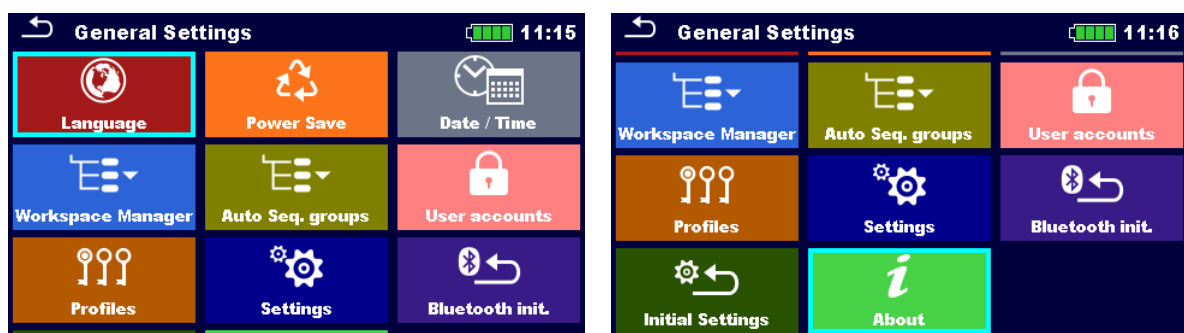 General Settings 11:15
Language Power Save Date / Time
Workspace Manager Auto Seq. groups User accounts
Profiles Settings Bluetooth init.
General Settings 11:16
Workspace Manager Auto Seq. groups User accounts
Profiles Settings Bluetooth init.
Initial Settings About